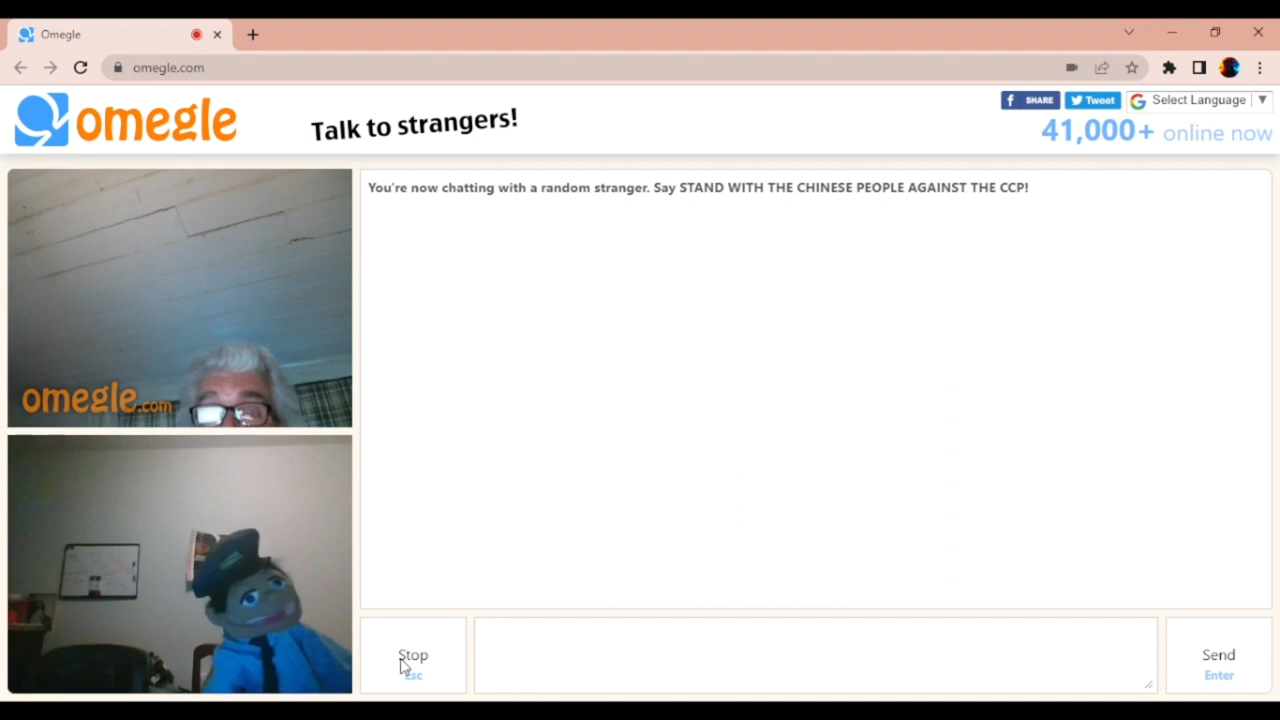 Omegle
omegle.com
omegle
Talk to strangers!
SHARE
Tweet
Select Language
41,000+ online now
You're now chatting with a random stranger. Say STAND WITH THE CHINESE PEOPLE AGAINST THE CCP!
omegle.com
Stop
Esc
Send
Enter